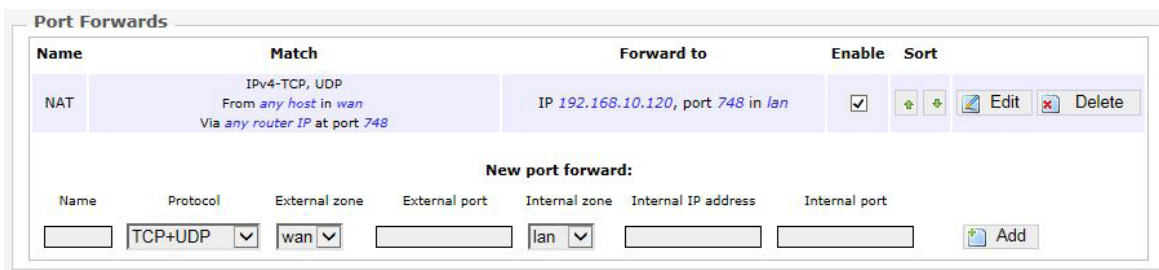 Port Forwards
Name Match Forward to Enable Sort
IPv4-TCP, UDP
NAT From any host in wan IP 192.168.10.120, port 748 in lan Edit Delete
Via any router IP at port 748
New port forward:
Name Protocol External zone External port Internal zone Internal IP address Internal port
TCP+UDP wan lan Add